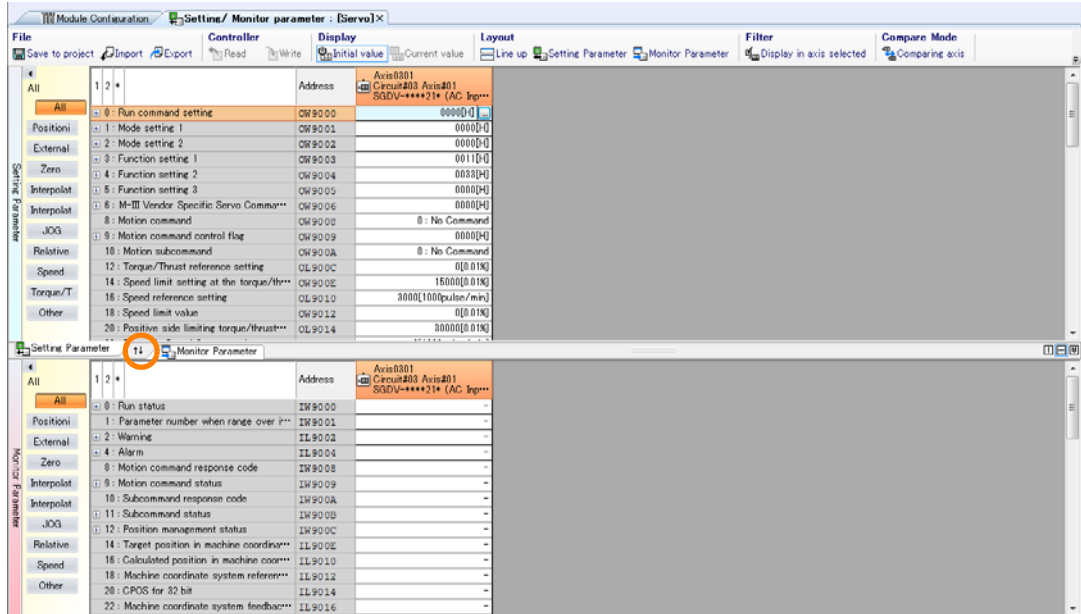 Module Configuration Setting/ Monitor parameter : [Servo]×
File Controller Display Layout Filter Compare Mode
Save to project Import Export Read Write Initial value Current value Line up Setting Parameter Monitor Parameter Display in axis selected Comparing axis
Setting Parameter
All
All
Positioni
External
Zero
Interpolat
Interpolat
JOG
Relative
Speed
Torque/T
Other
1 2 * Address Axis0301
Circuit#03 Axis#01
SGDV-****21* (AC Inp...
0 : Run command setting OW9000 0000[H] ...
1 : Mode setting 1 OW9001 0000[H]
2 : Mode setting 2 OW9002 0000[H]
3 : Function setting 1 OW9003 0011[H]
4 : Function setting 2 OW9004 0033[H]
5 : Function setting 3 OW9005 0000[H]
6 : M-III Vendor Specific Servo Comma... OW9006 0000[H]
8 : Motion command OW9008 0 : No Command
9 : Motion command control flag OW9009 0000[H]
10 : Motion subcommand OW900A 0 : No Command
12 : Torque/Thrust reference setting OL900C 0[0.01%]
14 : Speed limit setting at the torque/thr... OW900E 15000[0.01%]
16 : Speed reference setting OL9010 3000[1000pulse/min]
18 : Speed limit value OW9012 0[0.01%]
20 : Positive side limiting torque/thrust... OL9014 30000[0.01%]
Setting Parameter ↑↓ Monitor Parameter
Monitor Parameter
All
All
Positioni
External
Zero
Interpolat
Interpolat
JOG
Relative
Speed
Other
1 2 * Address Axis0301
Circuit#03 Axis#01
SGDV-****21* (AC Inp...
0 : Run status IW9000 -
1 : Parameter number when range over i... IW9001 -
2 : Warning IL9002 -
4 : Alarm IL9004 -
8 : Motion command response code IW9008 -
9 : Motion command status IW9009 -
10 : Subcommand response code IW900A -
11 : Subcommand status IW900B -
12 : Position management status IW900C -
14 : Target position in machine coordina... IL900E -
16 : Calculated position in machine coor... IL9010 -
18 : Machine coordinate system referen... IL9012 -
20 : CPOS for 32 bit IL9014 -
22 : Machine coordinate system feedbac... IL9016 -